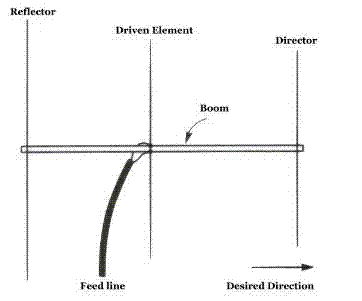 Reflector
Driven Element
Director
Boom
Feed line
Desired Direction